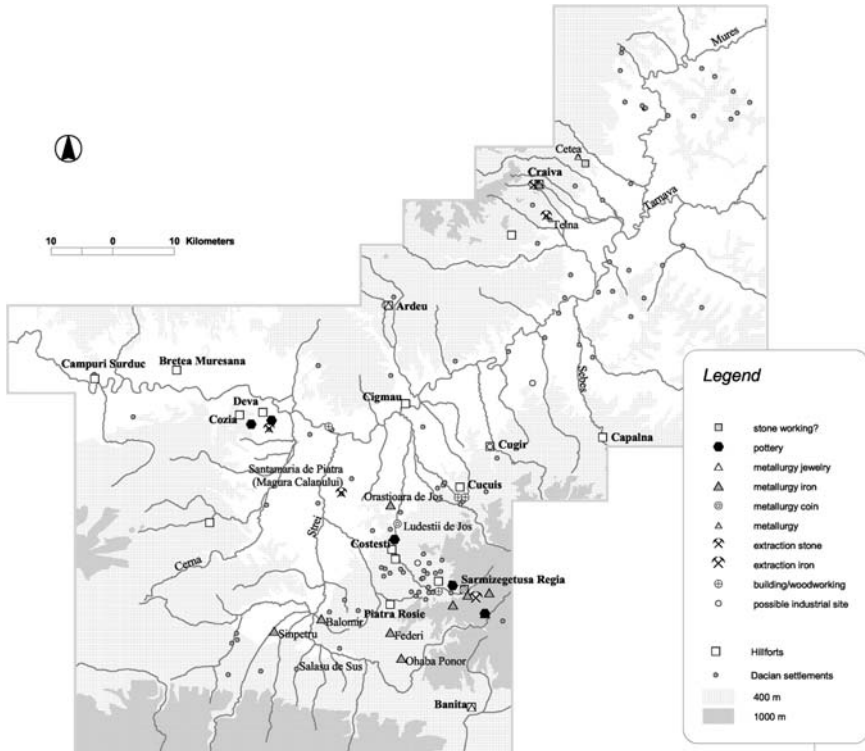 Mures
Cetea
Craiva
Tarnava
Telna
10 0 10 Kilometers
Ardeu
Bretea Muresana
Campuri Surduc
Sebes
Cigmau
Deva
Cozia
Capalna
Cugir
Santamaria de Piatra
(Magura Calanului)
Cucuis
Orastioara de Jos
Strei
Ludestii de Jos
Costesti
Cerna
Sarmizegetusa Regia
Piatra Rosie
Balomir
Sinpetru
Federi
Ohaba Ponor
Salasu de Sus
Banita
Legend
stone working?
pottery
metallurgy jewelry
metallurgy iron
metallurgy coin
metallurgy
extraction stone
extraction iron
building/woodworking
possible industrial site
Hillforts
Dacian settlements
400 m
1000 m